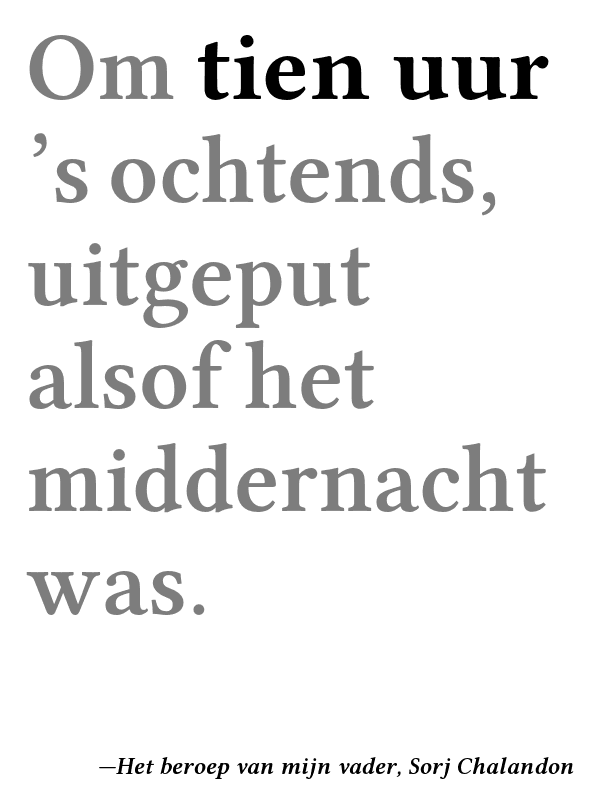 Om tien uur
’s ochtends,
uitgeput
alsof het
middernacht
was.
—Het beroep van mijn vader, Sorj Chalandon